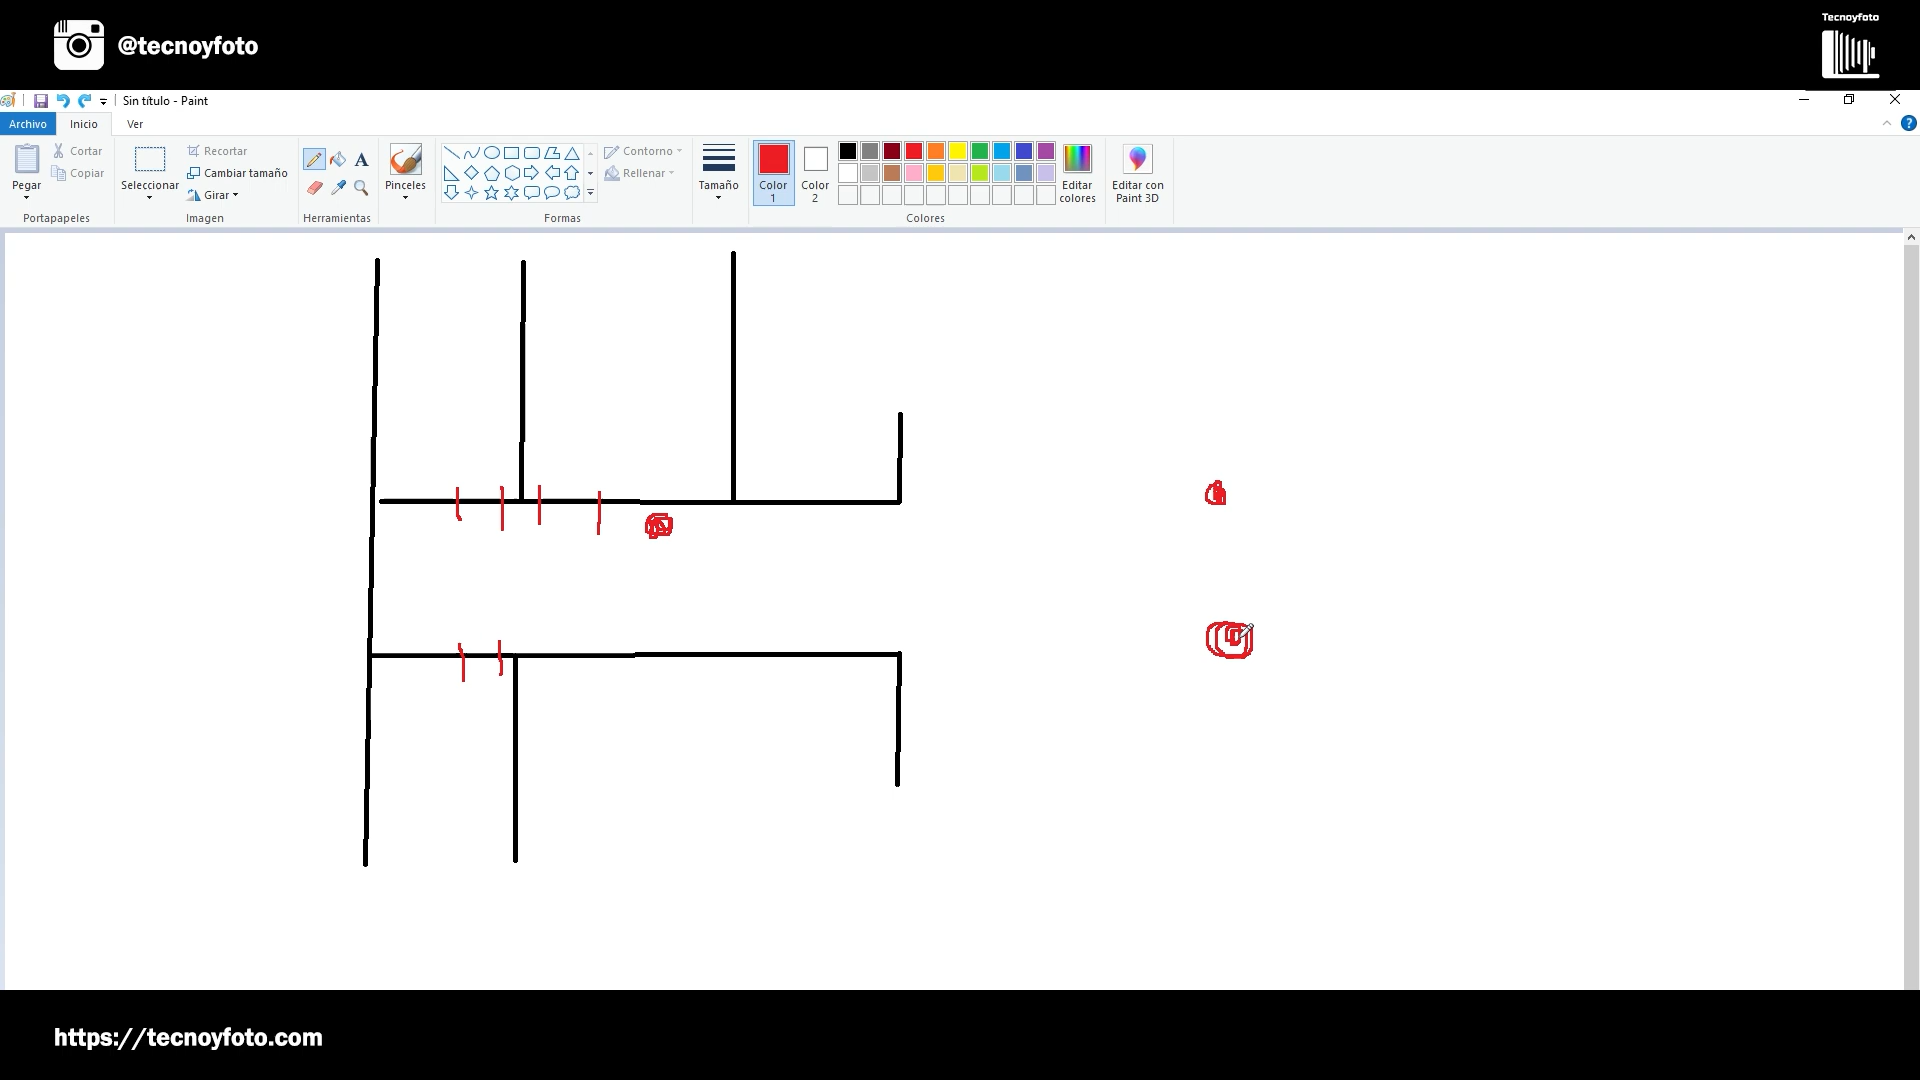 @tecnoyfoto
Tecnoyfoto
Sin título - Paint
Archivo
Inicio
Ver
Pegar
Cortar
Copiar
Portapapeles
Seleccionar
Recortar
Cambiar tamaño
Girar
Imagen
A
Herramientas
Pinceles
Contorno
Rellenar
Formas
Tamaño
Color
1
Color
2
Editar
colores
Colores
Editar con
Paint 3D
https://tecnoyfoto.com